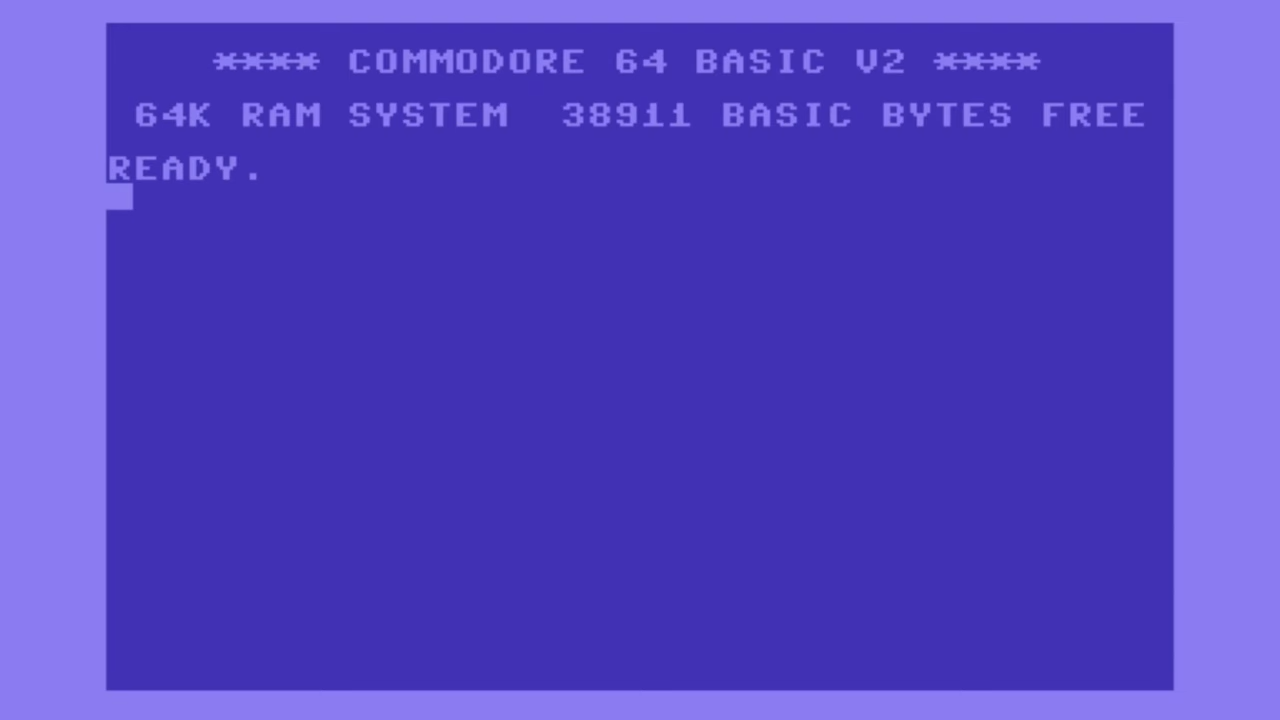 **** COMMODORE 64 BASIC V2 ****
64K RAM SYSTEM  38911 BASIC BYTES FREE
READY.